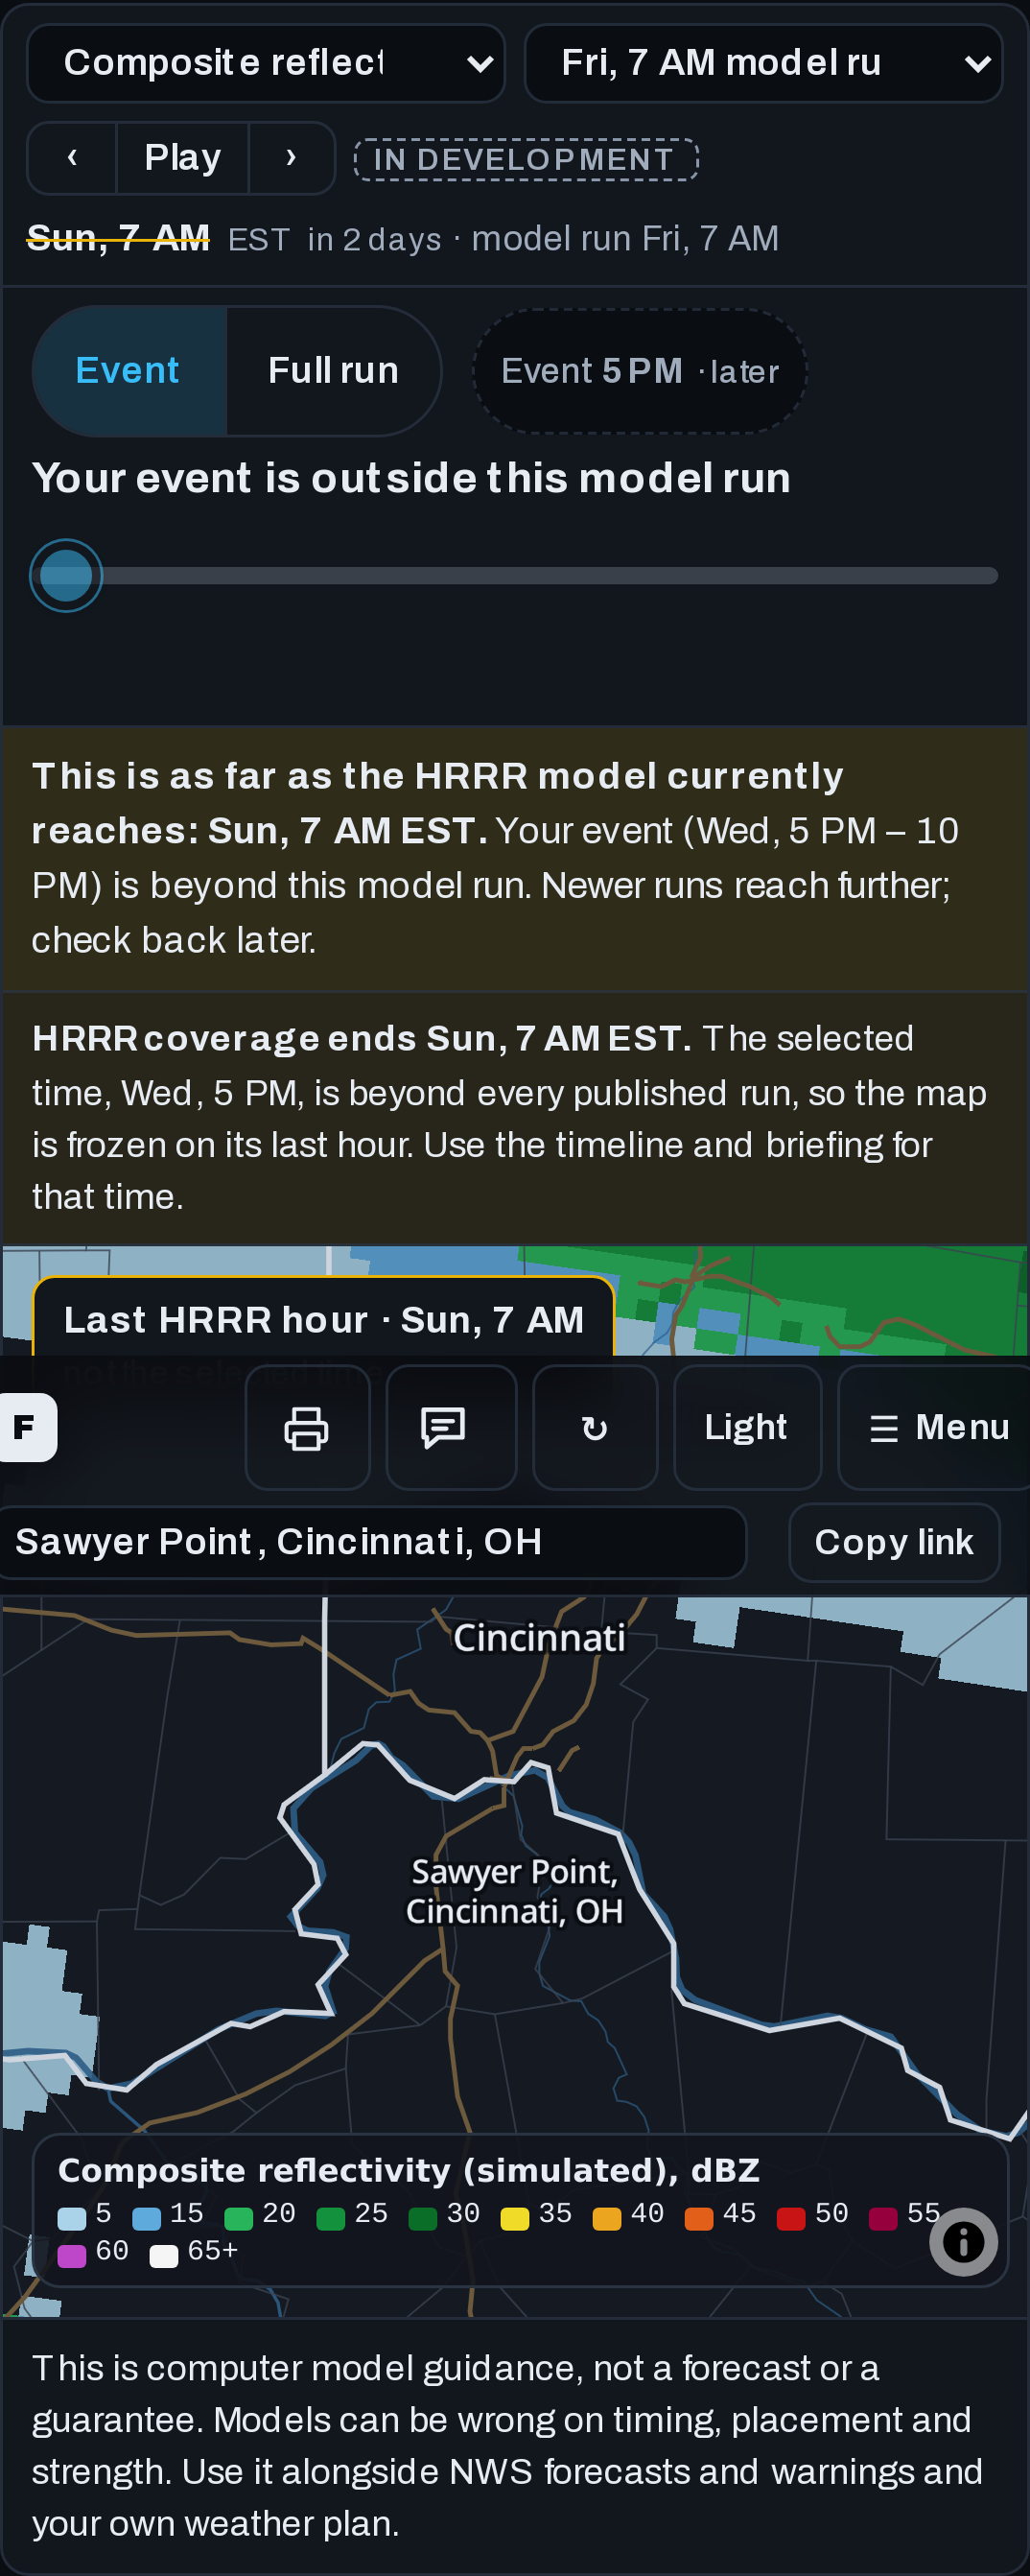 Composite reflect
Fri, 7 AM model ru
‹ Play › IN DEVELOPMENT
Sun, 7 AM EST in 2 days · model run Fri, 7 AM
Event Full run Event 5 PM · later
Your event is outside this model run
This is as far as the HRRR model currently
reaches: Sun, 7 AM EST. Your event (Wed, 5 PM – 10
PM) is beyond this model run. Newer runs reach further;
check back later.
HRRR coverage ends Sun, 7 AM EST. The selected
time, Wed, 5 PM, is beyond every published run, so the map
is frozen on its last hour. Use the timeline and briefing for
that time.
Last HRRR hour · Sun, 7 AM
not the selected time
F ↻ Light ☰ Menu
Sawyer Point, Cincinnati, OH Copy link
Cincinnati
Sawyer Point,
Cincinnati, OH
Composite reflectivity (simulated), dBZ
5 15 20 25 30 35 40 45 50 55
60 65+
This is computer model guidance, not a forecast or a
guarantee. Models can be wrong on timing, placement and
strength. Use it alongside NWS forecasts and warnings and
your own weather plan.